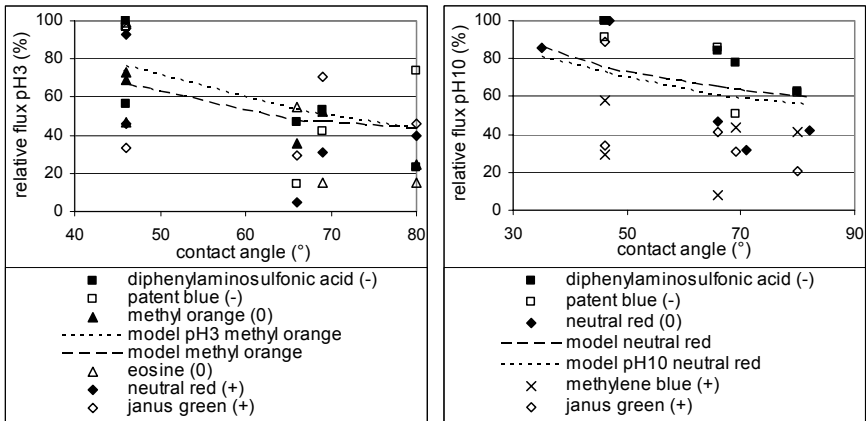 relative flux pH3 (%)
100
80
60
40
20
0
40
50
60
70
80
contact angle (°)
diphenylaminosulfonic acid (-)
patent blue (-)
methyl orange (0)
model pH3 methyl orange
model methyl orange
eosine (0)
neutral red (+)
janus green (+)
relative flux pH10 (%)
100
80
60
40
20
0
30
50
70
90
contact angle (°)
diphenylaminosulfonic acid (-)
patent blue (-)
neutral red (0)
model neutral red
model pH10 neutral red
methylene blue (+)
janus green (+)